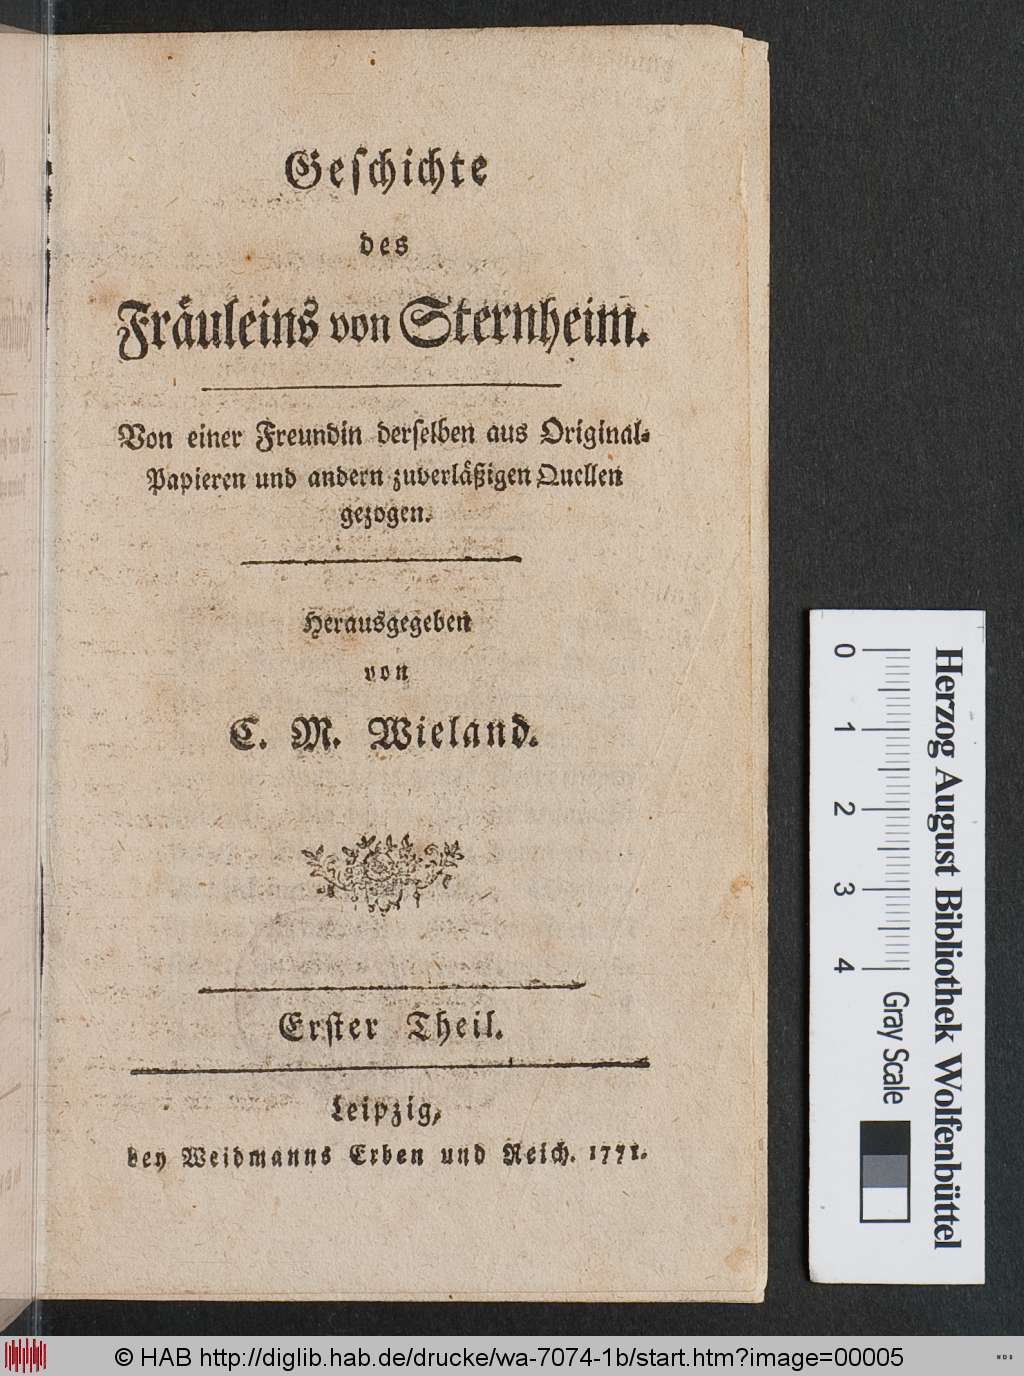 Geschichte
des
Fräuleins von Sternheim.
Von einer Freundin derselben aus Original-
Papieren und andern zuverläßigen Quellen
gezogen.
Herausgegeben
von
C. M. Wieland.
Erster Theil.
Leipzig,
bey Weidmanns Erben und Reich. 1771.
Herzog August Bibliothek Wolfenbüttel
0 1 2 3 4 Gray Scale
© HAB http://diglib.hab.de/drucke/wa-7074-1b/start.htm?image=00005